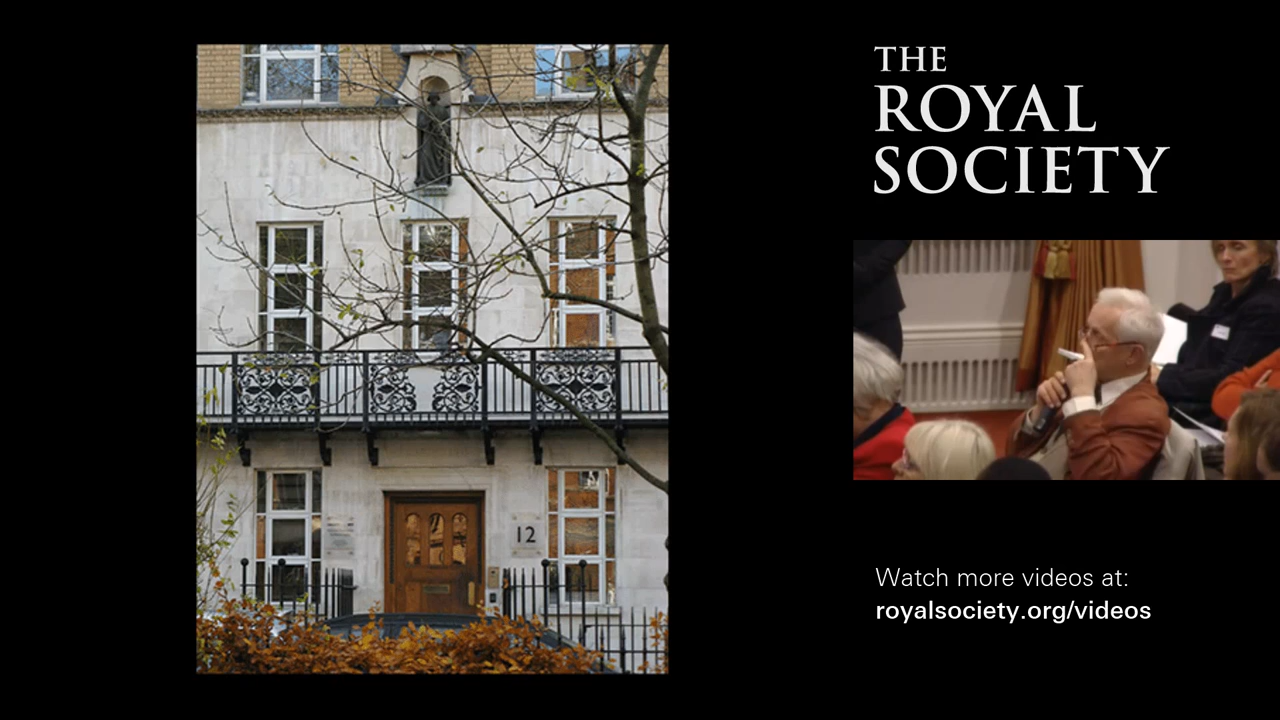 THE
ROYAL
SOCIETY
12
Watch more videos at:
royalsociety.org/videos